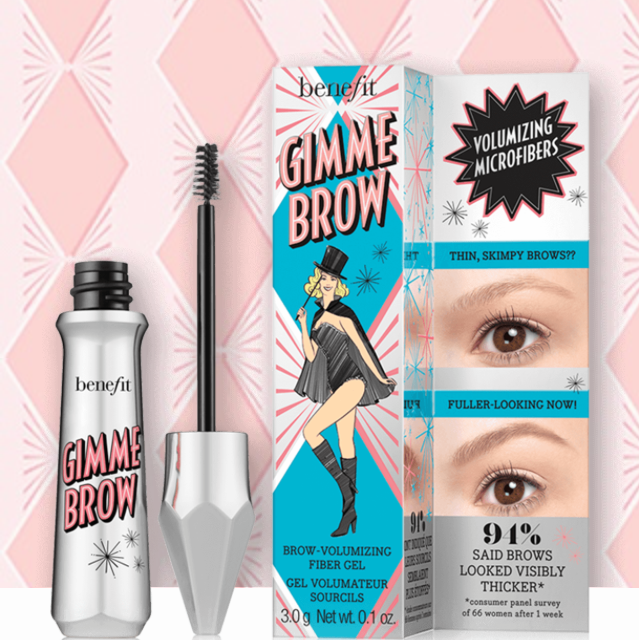 benefit
GIMME
BROW
benefit
GIMME
BROW
BROW-VOLUMIZING
FIBER GEL
GEL VOLUMATEUR
SOURCILS
3.0 g Net wt. 0.1 oz.
VOLUMIZING
MICROFIBERS
THIN, SKIMPY BROWS??
FULLER-LOOKING NOW!
94%
SAID BROWS
LOOKED VISIBLY
THICKER*
*consumer panel survey
of 66 women after 1 week